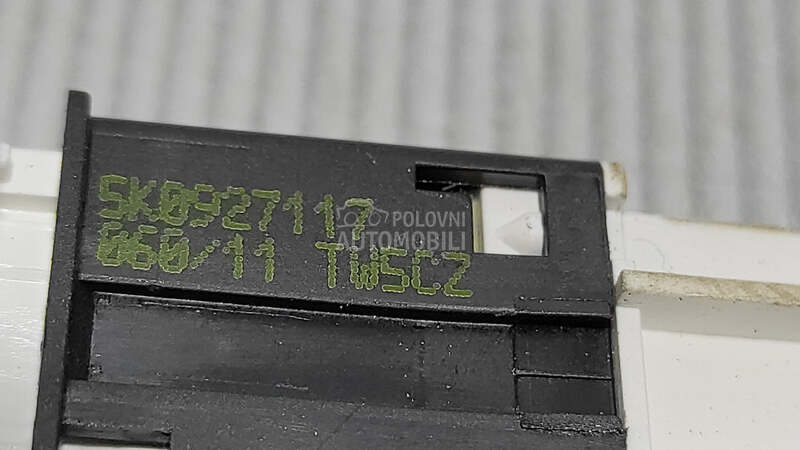 5K0927117
060/11 TWSCZ
POLOVNI
AUTOMOBILI